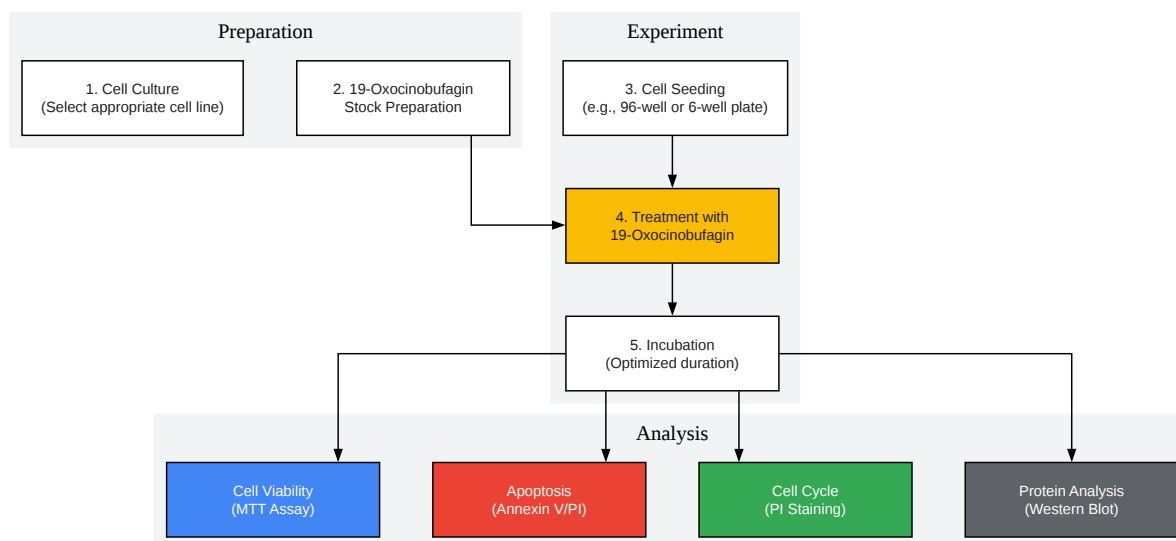 Preparation
1. Cell Culture
(Select appropriate cell line)
2. 19-Oxocinobufagin
Stock Preparation
Experiment
3. Cell Seeding
(e.g., 96-well or 6-well plate)
4. Treatment with
19-Oxocinobufagin
5. Incubation
(Optimized duration)
Analysis
Cell Viability
(MTT Assay)
Apoptosis
(Annexin V/PI)
Cell Cycle
(PI Staining)
Protein Analysis
(Western Blot)